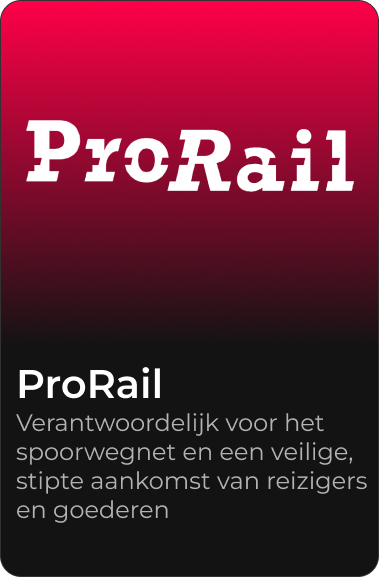 ProRail
ProRail
Verantwoordelijk voor het
spoorwegnet en een veilige,
stipte aankomst van reizigers
en goederen